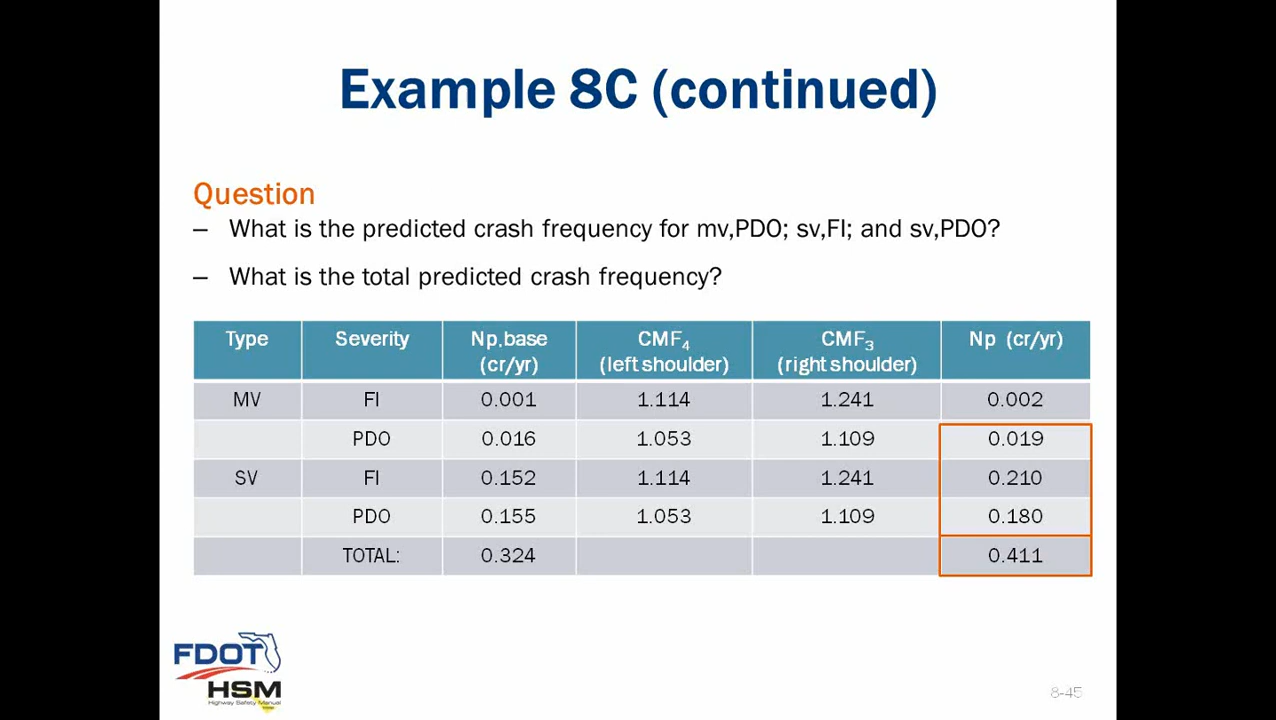 Example 8C (continued)
Question
– What is the predicted crash frequency for mv,PDO; sv,FI; and sv,PDO?
– What is the total predicted crash frequency?
Type Severity Np,base (cr/yr) CMF4 (left shoulder) CMF3 (right shoulder) Np (cr/yr)
MV FI 0.001 1.114 1.241 0.002
PDO 0.016 1.053 1.109 0.019
SV FI 0.152 1.114 1.241 0.210
PDO 0.155 1.053 1.109 0.180
TOTAL: 0.324 0.411
FDOT
HSM
Highway Safety Manual
8-45